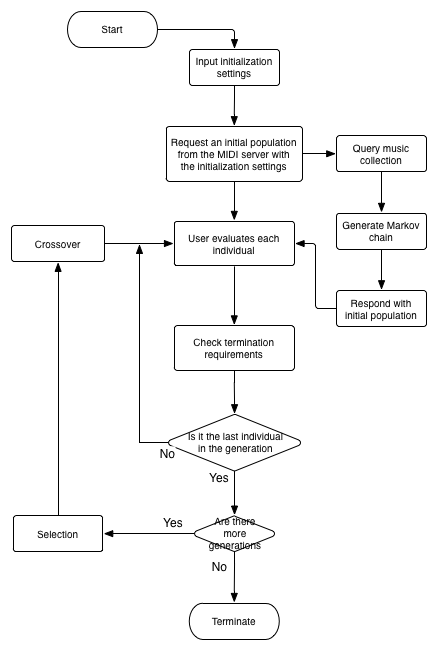 Start
Input initialization
settings
Request an initial population
from the MIDI server with
the initialization settings
Query music
collection
Crossover
User evaluates each
individual
Generate Markov
chain
Respond with
initial population
Check termination
requirements
Is it the last individual
in the generation
No
Yes
Selection
Yes
Are there
more
generations
No
Terminate